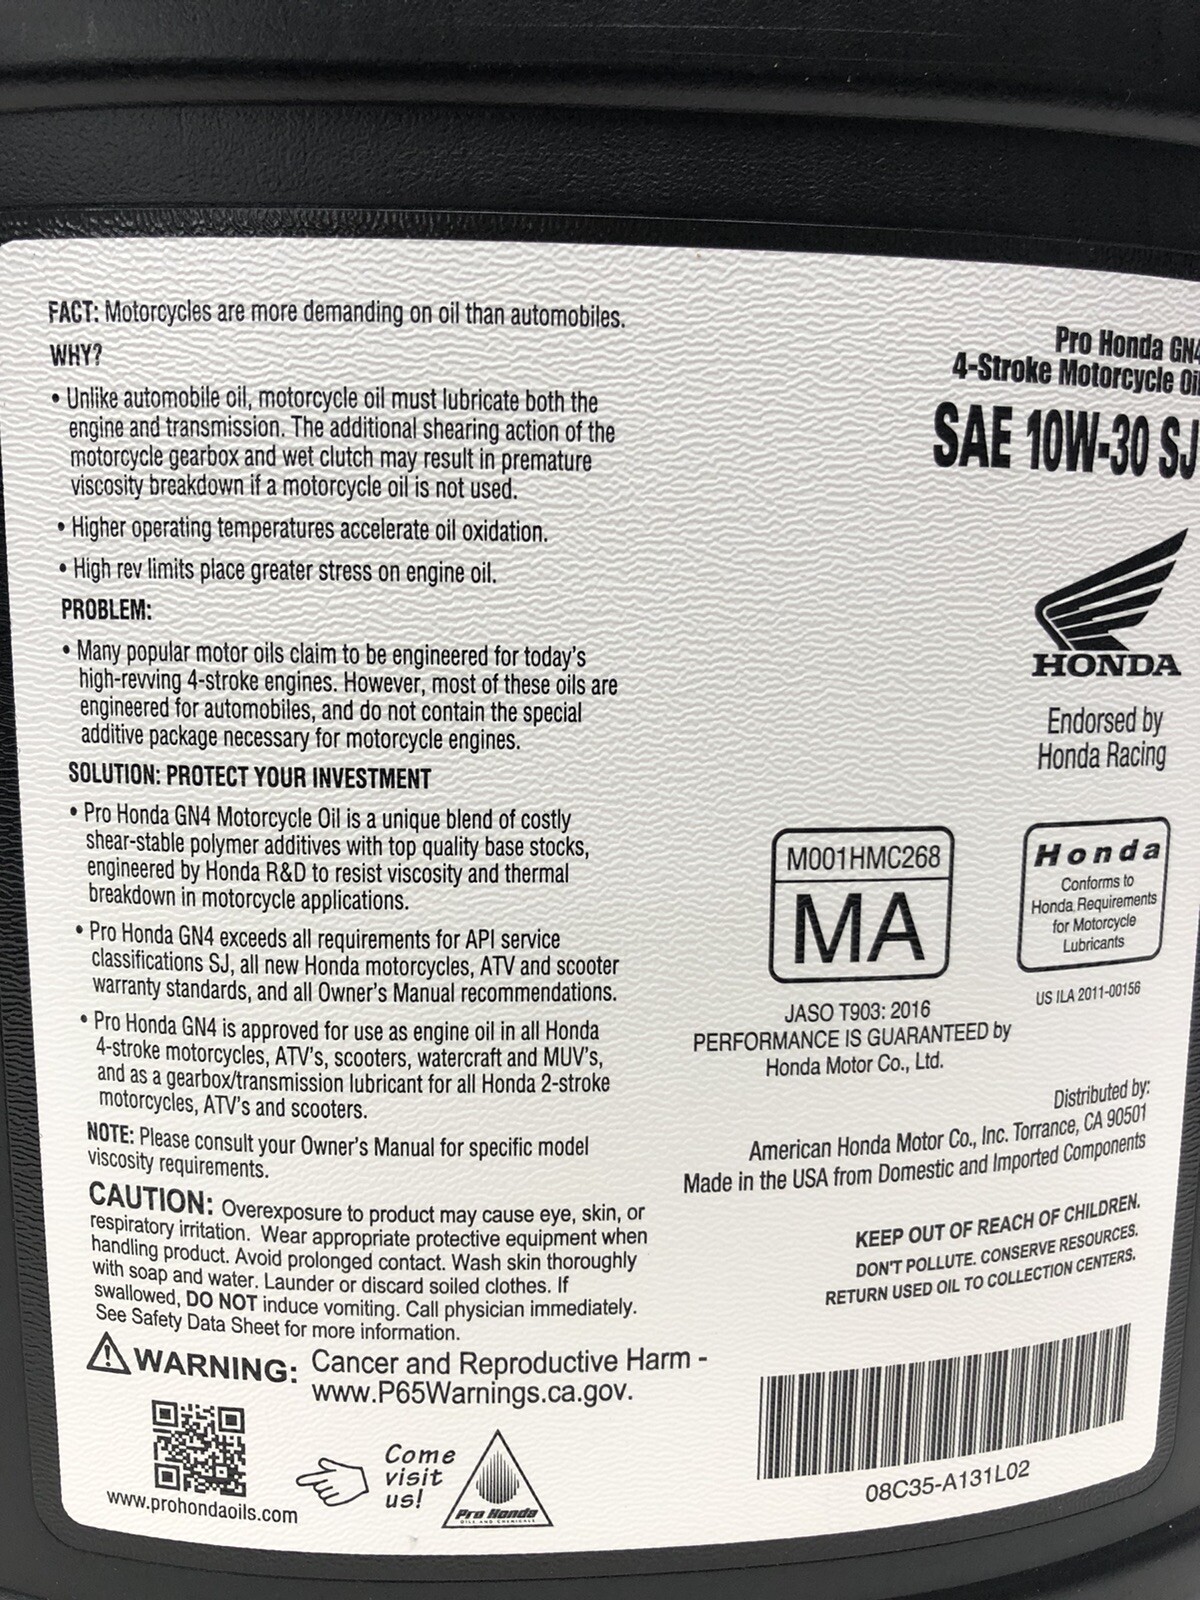 FACT: Motorcycles are more demanding on oil than automobiles.
WHY?
• Unlike automobile oil, motorcycle oil must lubricate both the
engine and transmission. The additional shearing action of the
motorcycle gearbox and wet clutch may result in premature
viscosity breakdown if a motorcycle oil is not used.
• Higher operating temperatures accelerate oil oxidation.
• High rev limits place greater stress on engine oil.
PROBLEM:
• Many popular motor oils claim to be engineered for today's
high-revving 4-stroke engines. However, most of these oils are
engineered for automobiles, and do not contain the special
additive package necessary for motorcycle engines.
SOLUTION: PROTECT YOUR INVESTMENT
• Pro Honda GN4 Motorcycle Oil is a unique blend of costly
shear-stable polymer additives with top quality base stocks,
engineered by Honda R&D to resist viscosity and thermal
breakdown in motorcycle applications.
• Pro Honda GN4 exceeds all requirements for API service
classifications SJ, all new Honda motorcycles, ATV and scooter
warranty standards, and all Owner's Manual recommendations.
• Pro Honda GN4 is approved for use as engine oil in all Honda
4-stroke motorcycles, ATV's, scooters, watercraft and MUV's,
and as a gearbox/transmission lubricant for all Honda 2-stroke
motorcycles, ATV's and scooters.
NOTE: Please consult your Owner's Manual for specific model
viscosity requirements.
CAUTION: Overexposure to product may cause eye, skin, or
respiratory irritation. Wear appropriate protective equipment when
handling product. Avoid prolonged contact. Wash skin thoroughly
with soap and water. Launder or discard soiled clothes. If
swallowed, DO NOT induce vomiting. Call physician immediately.
See Safety Data Sheet for more information.
WARNING: Cancer and Reproductive Harm -
www.P65Warnings.ca.gov.
www.prohondaoils.com
Come
visit
us!
Pro Honda
OILS AND CHEMICALS
Pro Honda GN4
4-Stroke Motorcycle Oil
SAE 10W-30 SJ
HONDA
Endorsed by
Honda Racing
M001HMC268
MA
JASO T903: 2016
PERFORMANCE IS GUARANTEED by
Honda Motor Co., Ltd.
Honda
Conforms to
Honda Requirements
for Motorcycle
Lubricants
US ILA 2011-00156
Distributed by:
American Honda Motor Co., Inc. Torrance, CA 90501
Made in the USA from Domestic and Imported Components
KEEP OUT OF REACH OF CHILDREN.
DON'T POLLUTE. CONSERVE RESOURCES.
RETURN USED OIL TO COLLECTION CENTERS.
08C35-A131L02